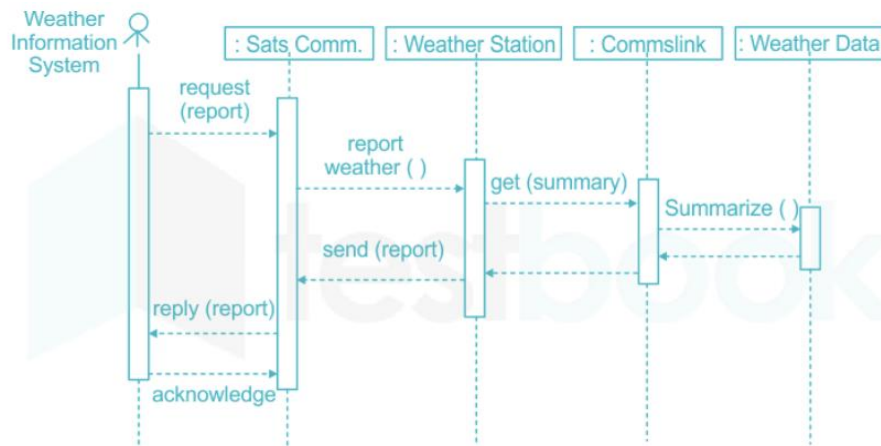 Weather
Information
System
: Sats Comm.
: Weather Station
: Commslink
: Weather Data
request
(report)
report
weather ( )
get (summary)
Summarize ( )
send (report)
reply (report)
acknowledge
testbook